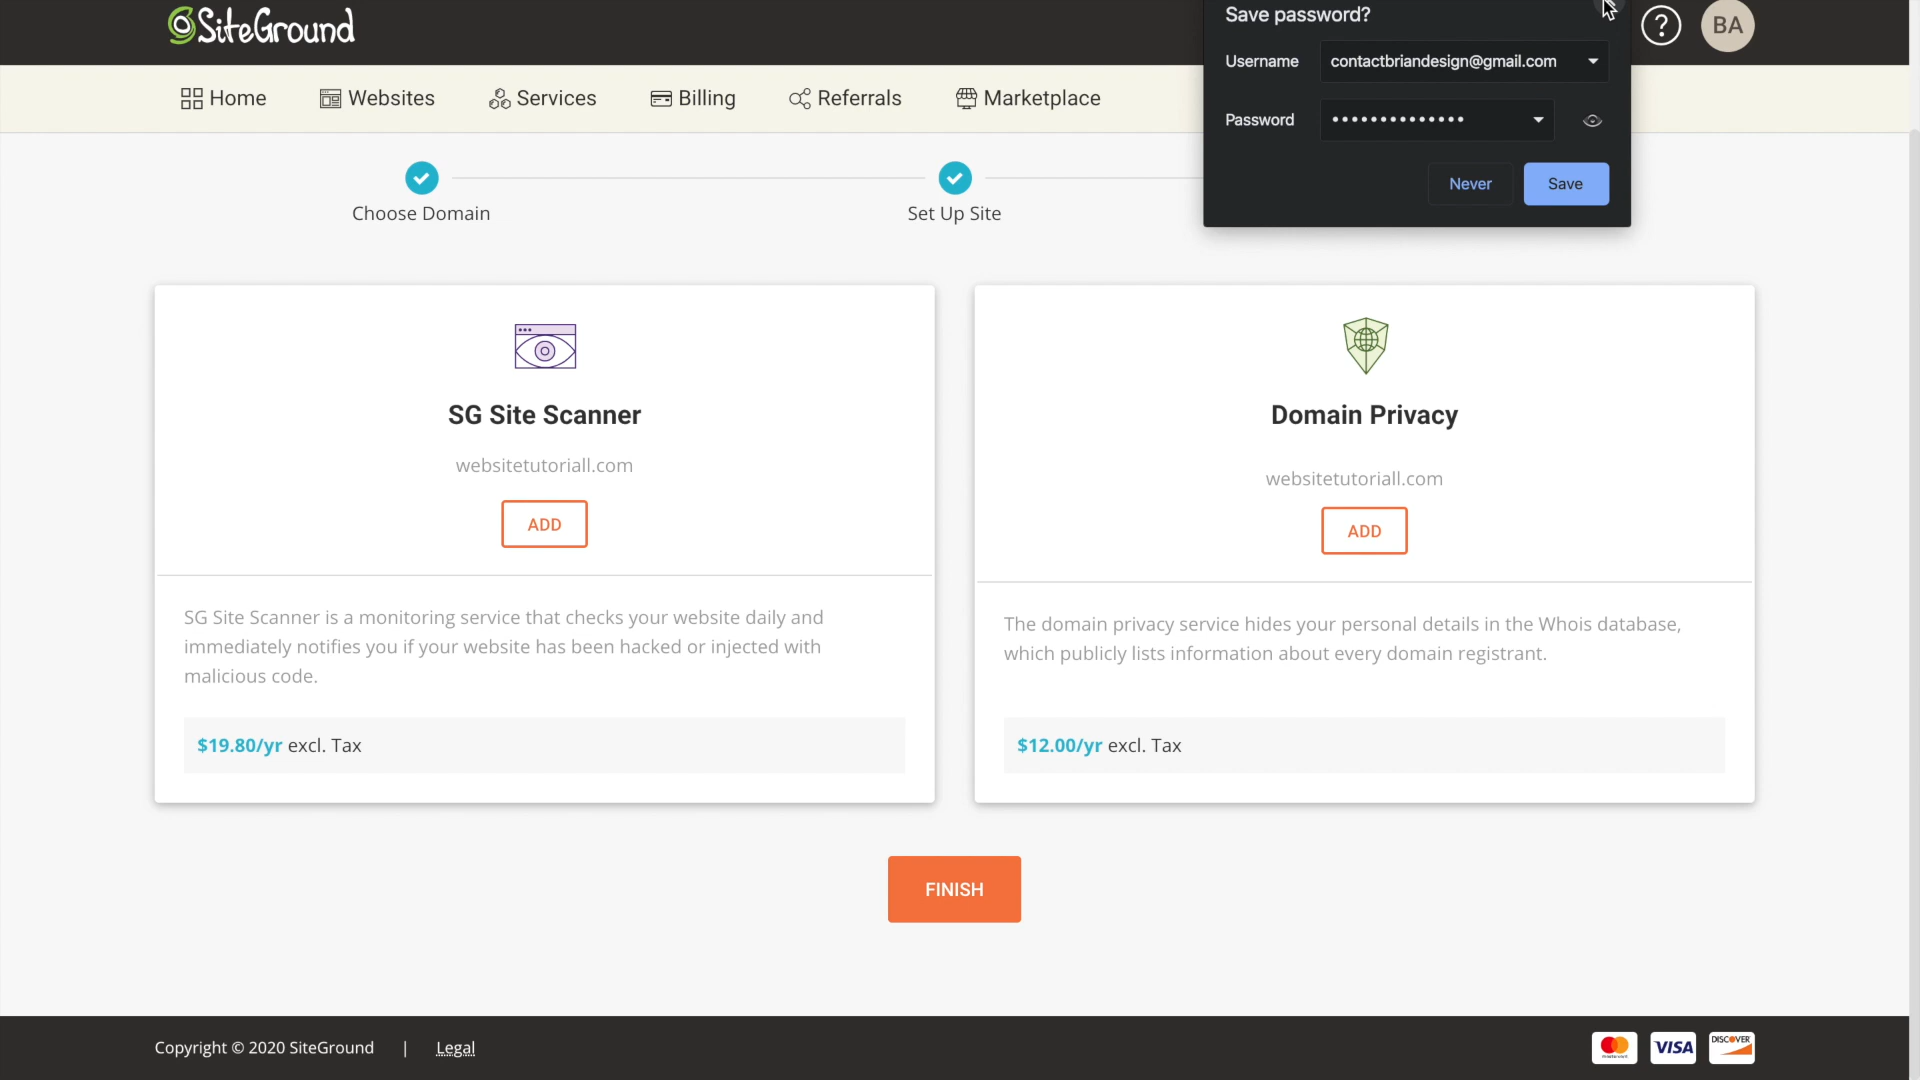 SiteGround
Save password?
Username contactbriandesign@gmail.com
Password ••••••••••••••
Never Save
? BA
Home Websites Services Billing Referrals Marketplace
Choose Domain Set Up Site
SG Site Scanner
websitetutoriall.com
ADD
SG Site Scanner is a monitoring service that checks your website daily and
immediately notifies you if your website has been hacked or injected with
malicious code.
$19.80/yr excl. Tax
Domain Privacy
websitetutoriall.com
ADD
The domain privacy service hides your personal details in the Whois database,
which publicly lists information about every domain registrant.
$12.00/yr excl. Tax
FINISH
Copyright © 2020 SiteGround | Legal
VISA DISCOVER